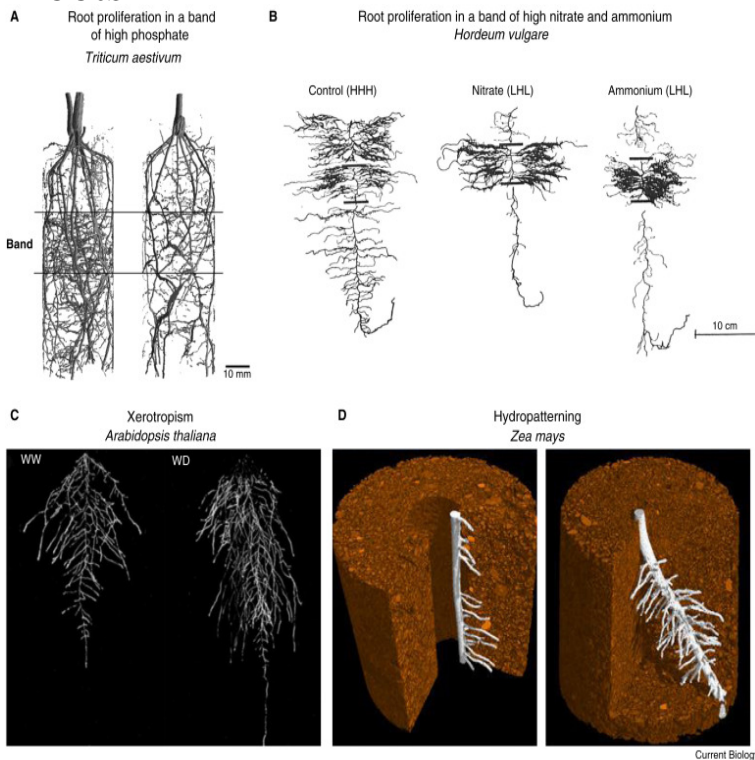 A
Root proliferation in a band
of high phosphate
Triticum aestivum
Band
10 mm
B
Root proliferation in a band of high nitrate and ammonium
Hordeum vulgare
Control (HHH)
Nitrate (LHL)
Ammonium (LHL)
10 cm
C
Xerotropism
Arabidopsis thaliana
WW
WD
D
Hydropatterning
Zea mays
Current Biology